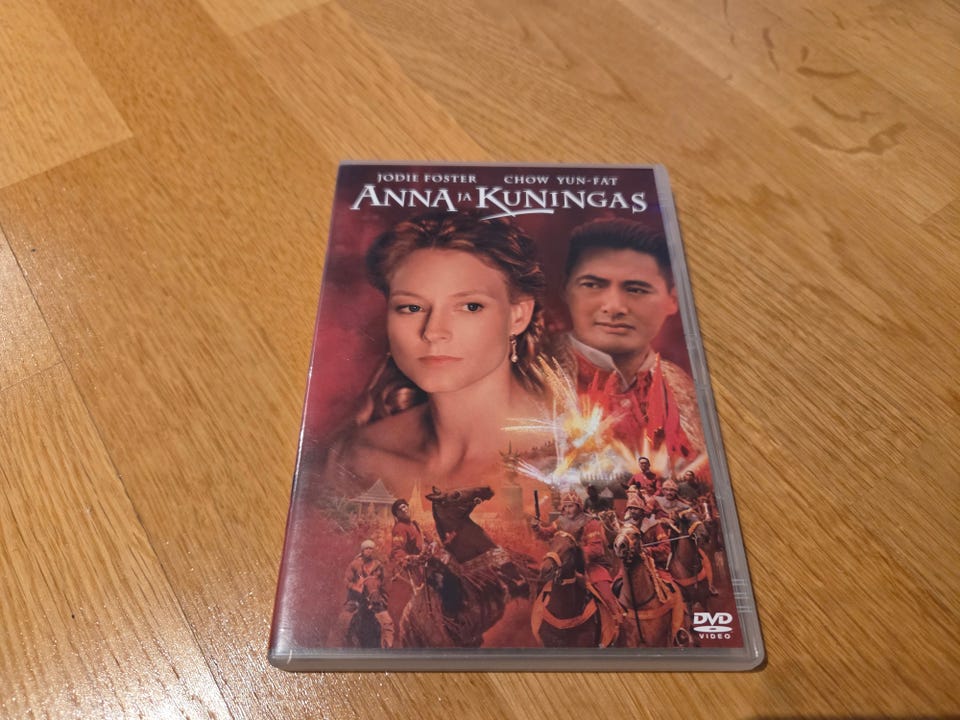 JODIE FOSTER CHOW YUN-FAT
ANNA JA KUNINGAS
DVD
VIDEO